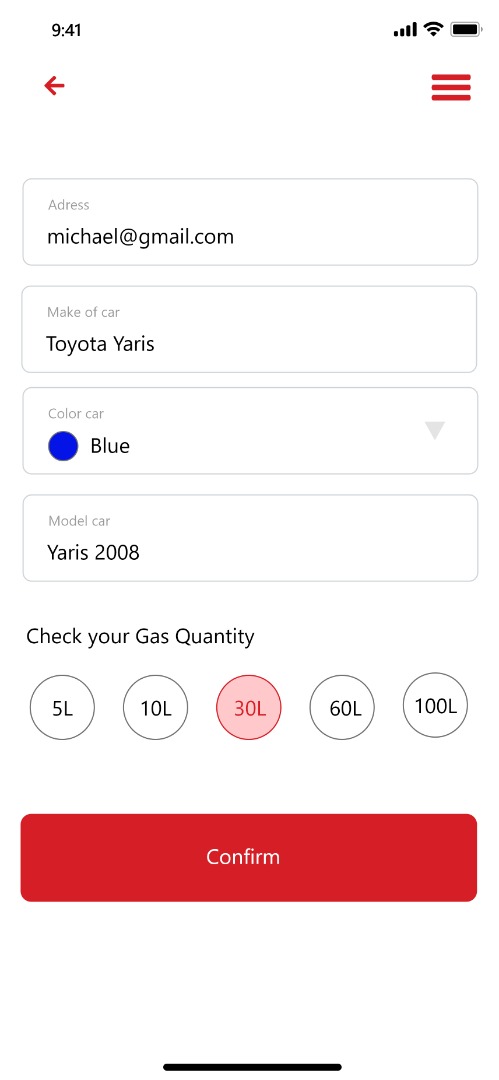 9:41
Adress
michael@gmail.com
Make of car
Toyota Yaris
Color car
Blue
Model car
Yaris 2008
Check your Gas Quantity
5L 10L 30L 60L 100L
Confirm